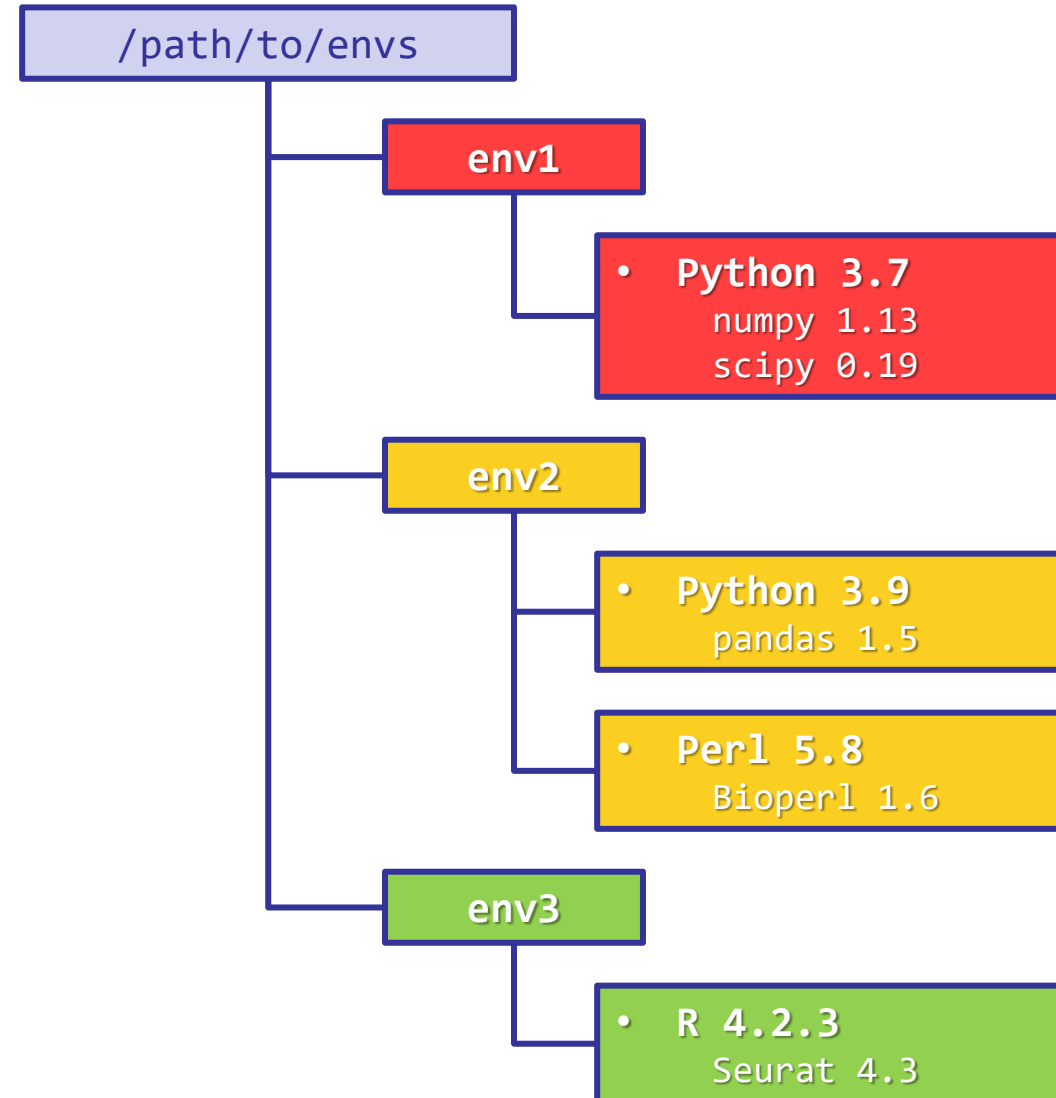 /path/to/envs
env1
• Python 3.7
numpy 1.13
scipy 0.19
env2
• Python 3.9
pandas 1.5
• Perl 5.8
Bioperl 1.6
env3
• R 4.2.3
Seurat 4.3